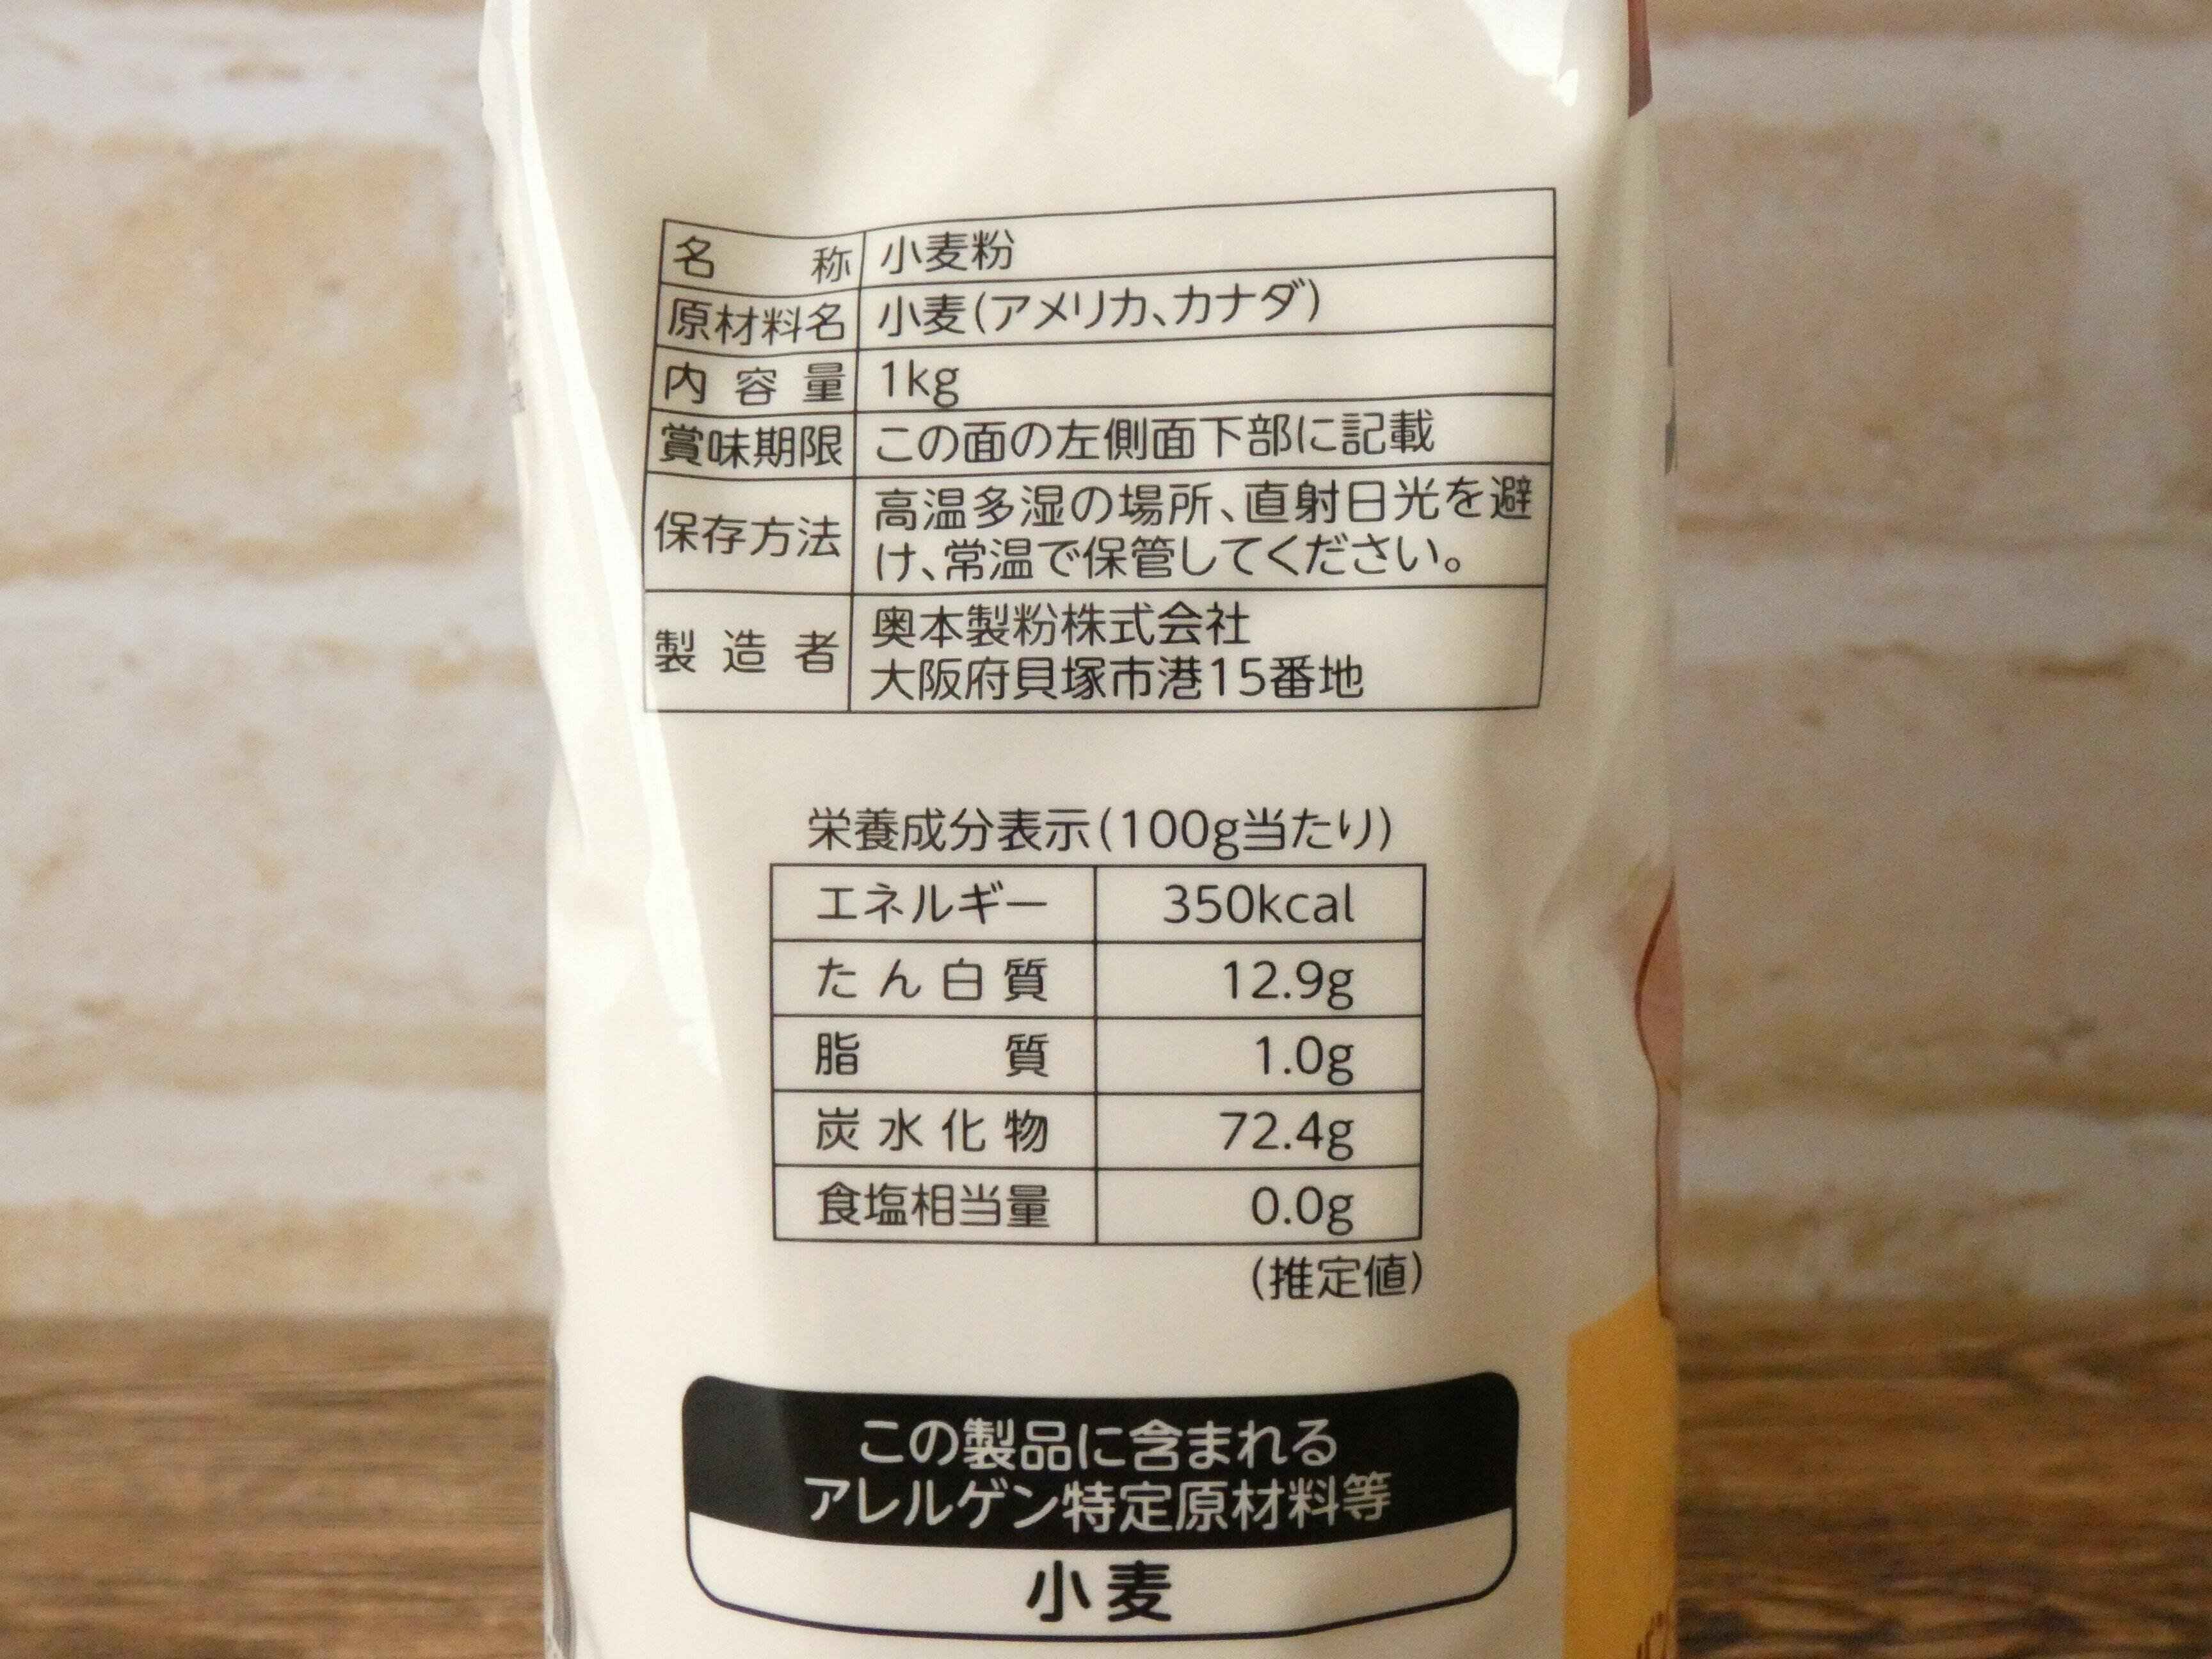 名称 小麦粉
原材料名 小麦(アメリカ、カナダ)
内容量 1kg
賞味期限 この面の左側面下部に記載
保存方法 高温多湿の場所、直射日光を避
け、常温で保管してください。
製造者 奥本製粉株式会社
大阪府貝塚市港15番地
栄養成分表示(100g当たり)
エネルギー 350kcal
たん白質 12.9g
脂質 1.0g
炭水化物 72.4g
食塩相当量 0.0g
(推定値)
この製品に含まれる
アレルゲン特定原材料等
小麦